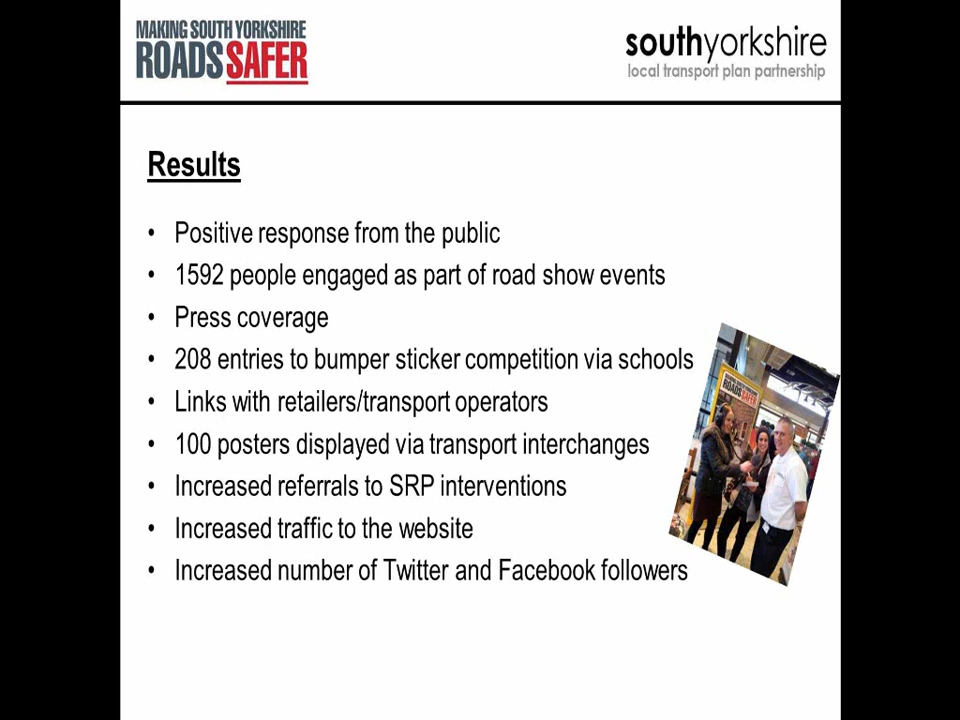 MAKING SOUTH YORKSHIRE
ROADS SAFER
southyorkshire
local transport plan partnership
Results
• Positive response from the public
• 1592 people engaged as part of road show events
• Press coverage
• 208 entries to bumper sticker competition via schools
• Links with retailers/transport operators
• 100 posters displayed via transport interchanges
• Increased referrals to SRP interventions
• Increased traffic to the website
• Increased number of Twitter and Facebook followers
ROADS SAFER